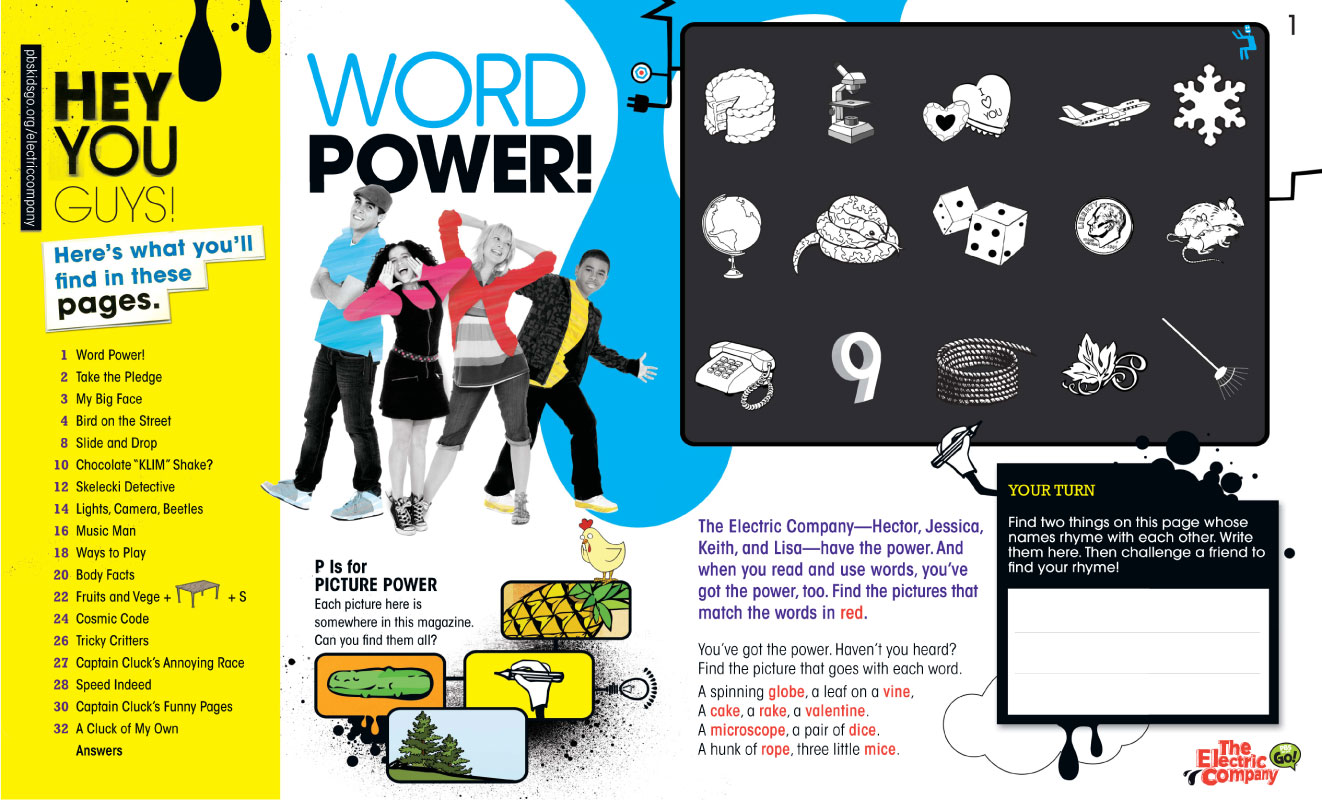 pbskidsgo.org/electriccompany
HEY
YOU
GUYS!
Here's what you'll
find in these
pages.
1 Word Power!
2 Take the Pledge
3 My Big Face
4 Bird on the Street
8 Slide and Drop
10 Chocolate "KLIM" Shake?
12 Skelecki Detective
14 Lights, Camera, Beetles
16 Music Man
18 Ways to Play
20 Body Facts
22 Fruits and Vege + + S
24 Cosmic Code
26 Tricky Critters
27 Captain Cluck's Annoying Race
28 Speed Indeed
30 Captain Cluck's Funny Pages
32 A Cluck of My Own
Answers
WORD
POWER!
P Is for
PICTURE POWER
Each picture here is
somewhere in this magazine.
Can you find them all?
1
I
YOU
LIBERTY
9
The Electric Company—Hector, Jessica,
Keith, and Lisa—have the power. And
when you read and use words, you've
got the power, too. Find the pictures that
match the words in red.
You've got the power. Haven't you heard?
Find the picture that goes with each word.
A spinning globe, a leaf on a vine,
A cake, a rake, a valentine.
A microscope, a pair of dice.
A hunk of rope, three little mice.
YOUR TURN
Find two things on this page whose
names rhyme with each other. Write
them here. Then challenge a friend to
find your rhyme!
The
Electric
Company
PBS
KIDS
GO!